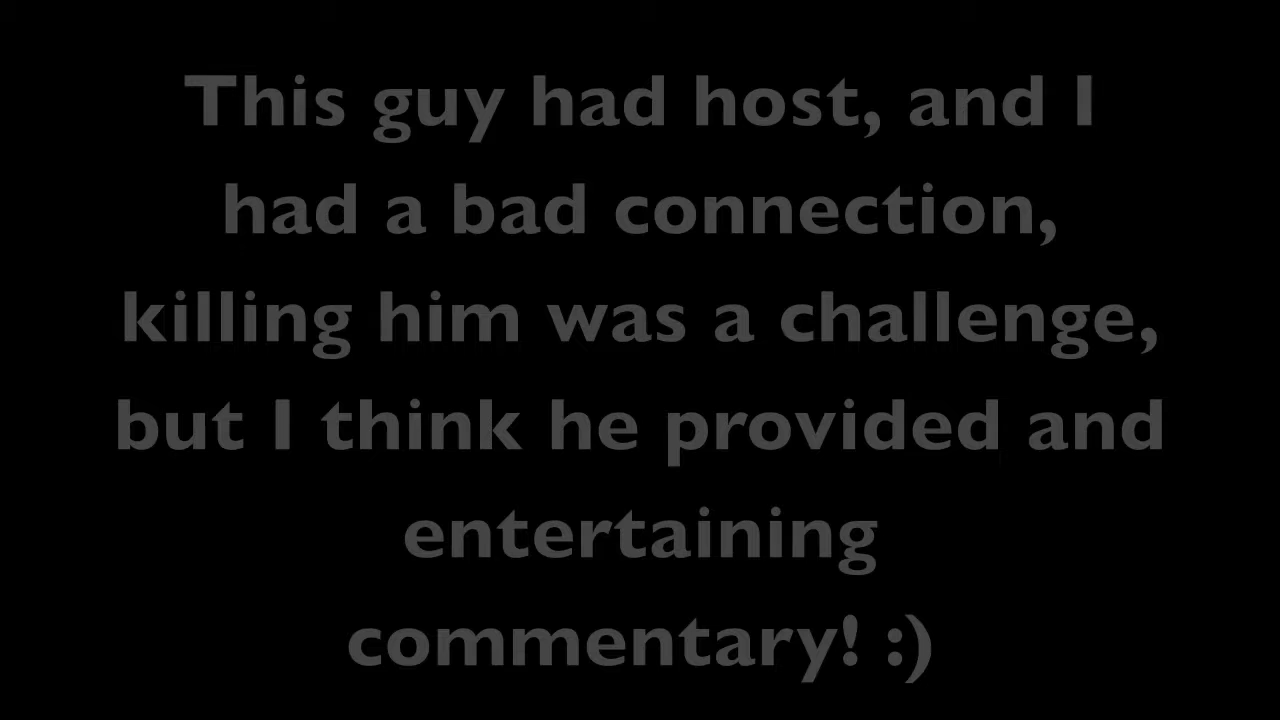 This guy had host, and I
had a bad connection,
killing him was a challenge,
but I think he provided and
entertaining
commentary! :)